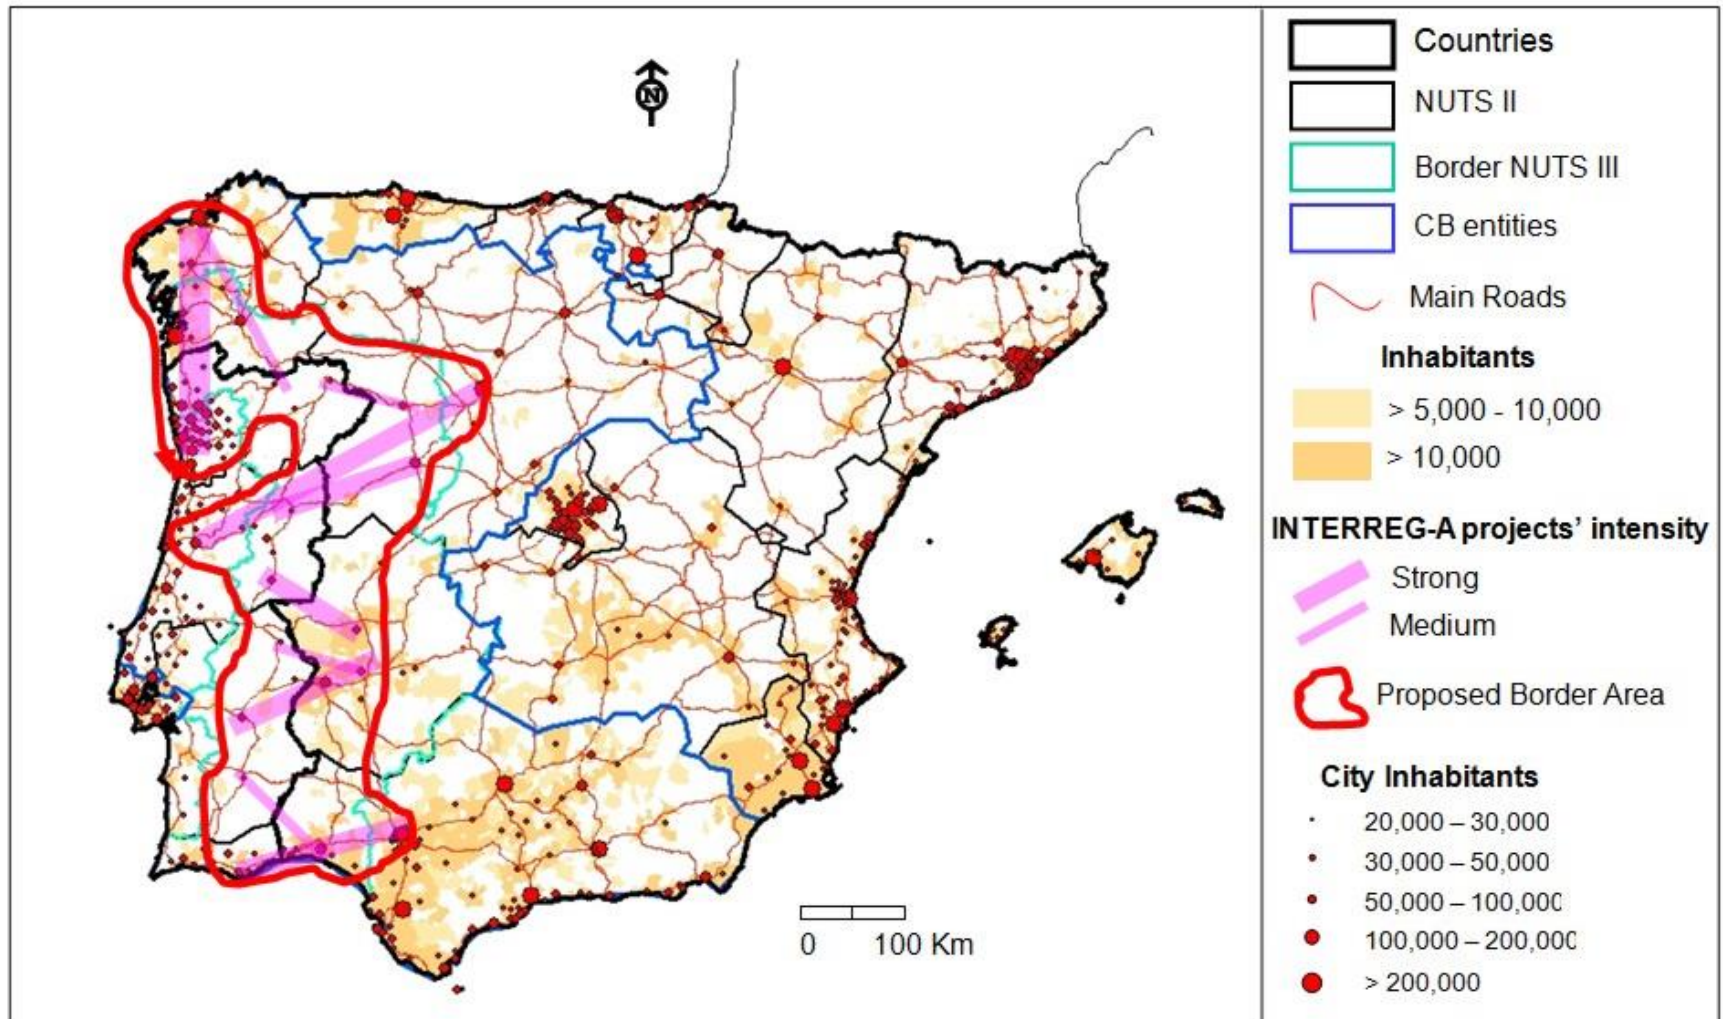 N
0 100 Km
Countries
NUTS II
Border NUTS III
CB entities
Main Roads
Inhabitants
> 5,000 - 10,000
> 10,000
INTERREG-A projects’ intensity
Strong
Medium
Proposed Border Area
City Inhabitants
20,000 – 30,000
30,000 – 50,000
50,000 – 100,000
100,000 – 200,000
> 200,000